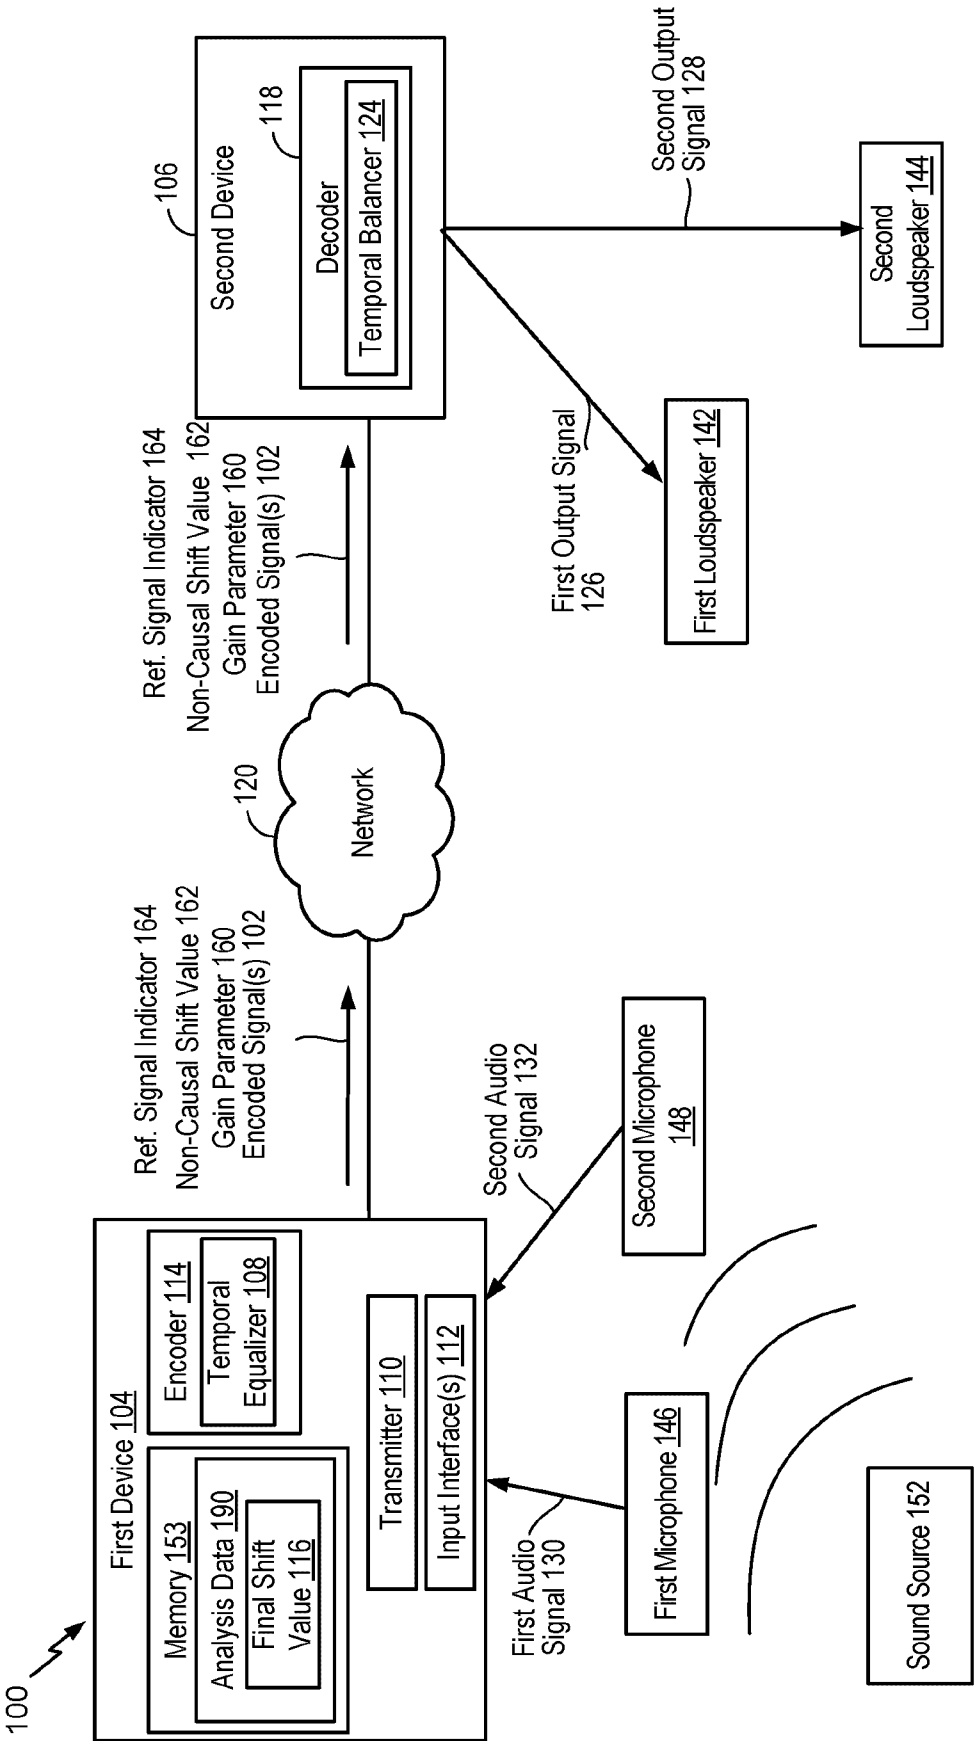 100
First Device 104
Memory 153
Analysis Data 190
Final Shift
Value 116
Encoder 114
Temporal
Equalizer 108
Transmitter 110
Input Interface(s) 112
First Audio
Signal 130
Second Audio
Signal 132
First Microphone 146
Second Microphone
148
Sound Source 152
Ref. Signal Indicator 164
Non-Causal Shift Value 162
Gain Parameter 160
Encoded Signal(s) 102
120
Network
Ref. Signal Indicator 164
Non-Causal Shift Value 162
Gain Parameter 160
Encoded Signal(s) 102
106
Second Device
118
Decoder
Temporal Balancer 124
First Output Signal
126
Second Output
Signal 128
First Loudspeaker 142
Second
Loudspeaker 144